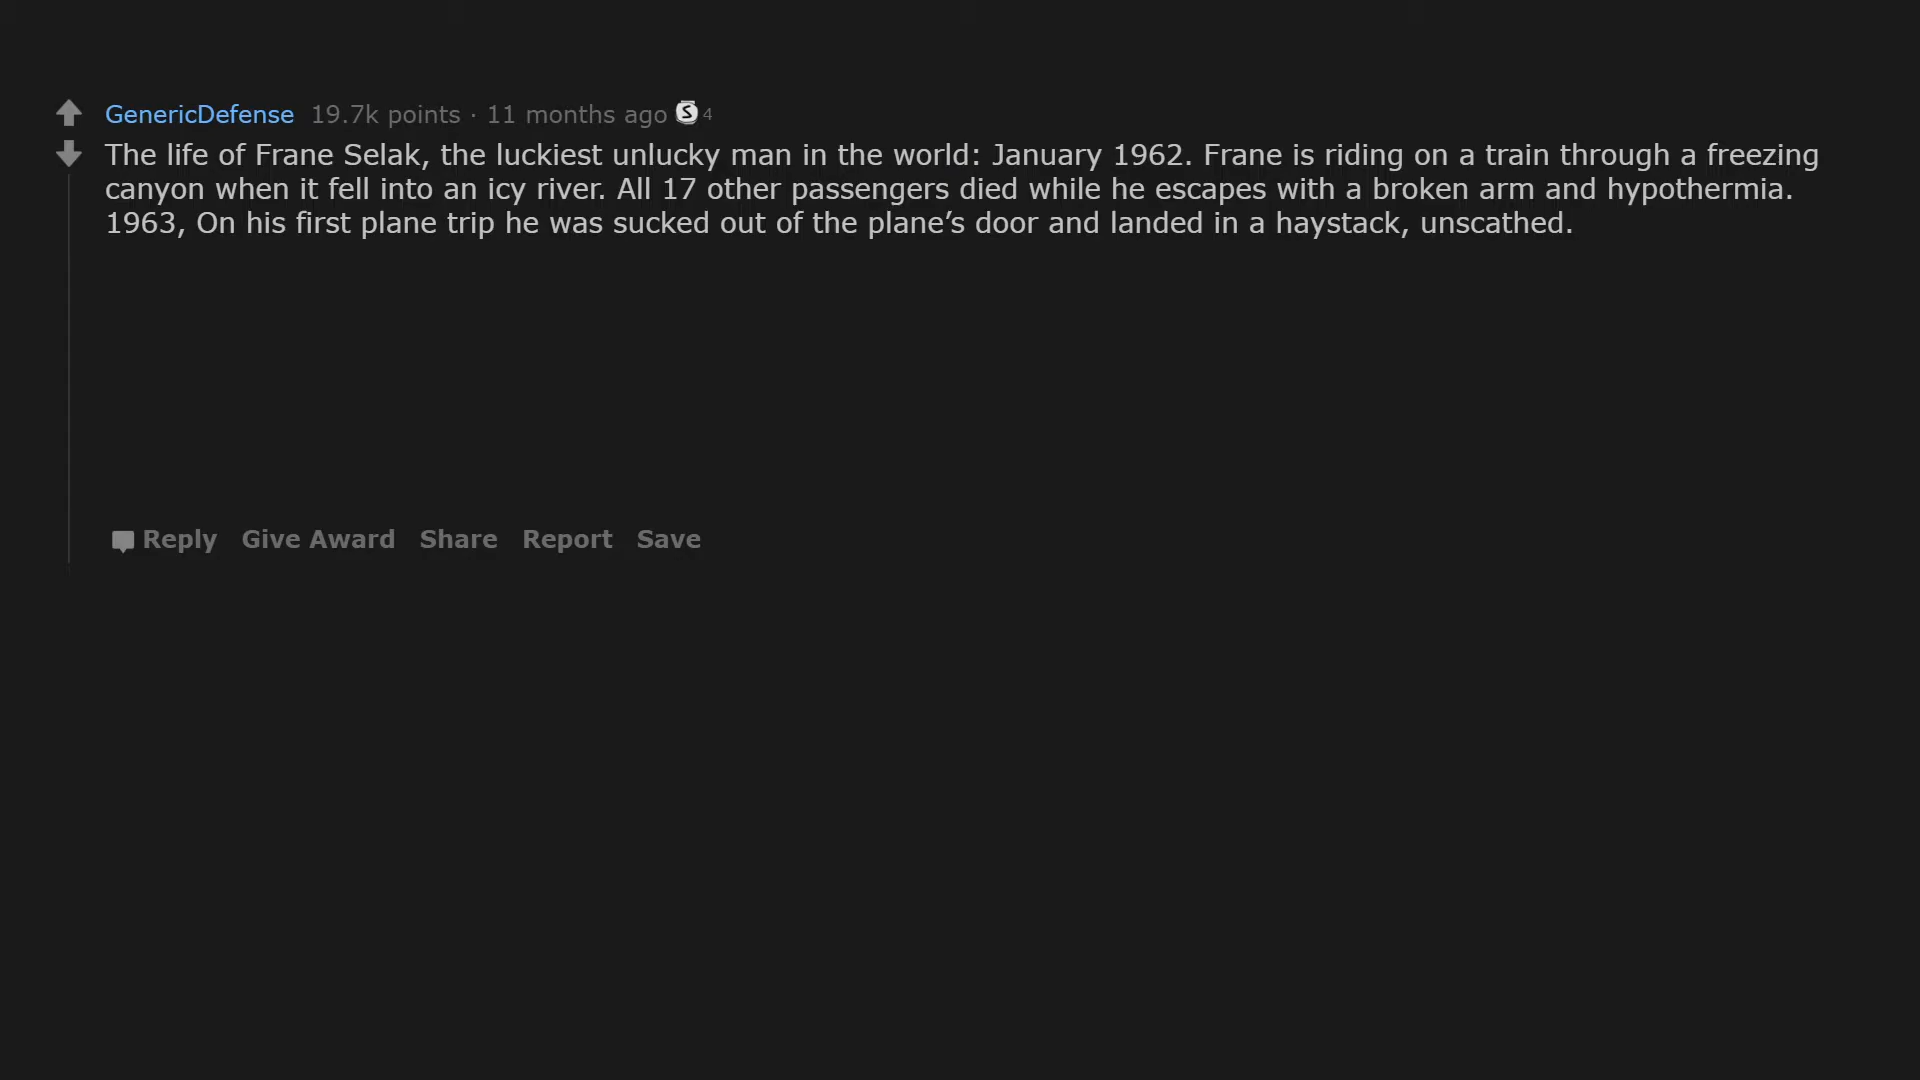 GenericDefense 19.7k points · 11 months ago S 4
The life of Frane Selak, the luckiest unlucky man in the world: January 1962. Frane is riding on a train through a freezing
canyon when it fell into an icy river. All 17 other passengers died while he escapes with a broken arm and hypothermia.
1963, On his first plane trip he was sucked out of the plane’s door and landed in a haystack, unscathed.
Reply Give Award Share Report Save